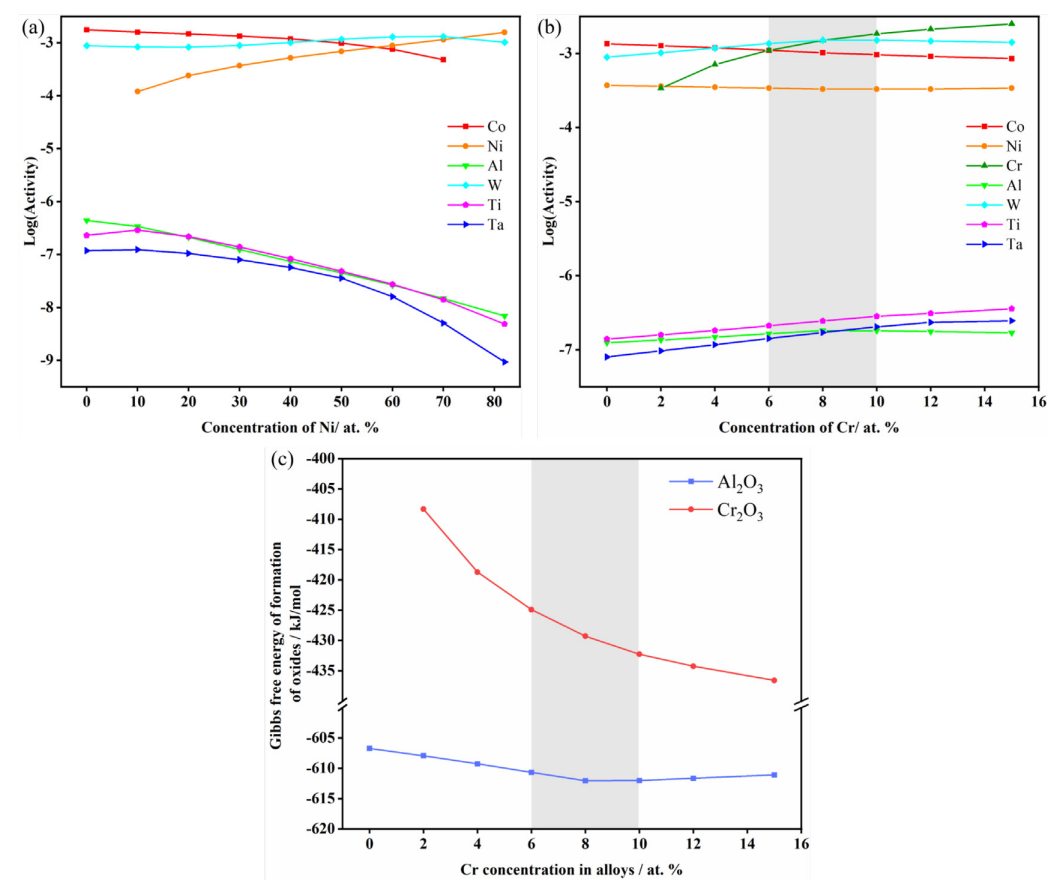 (a)
Log(Activity)
-3
-4
-5
-6
-7
-8
-9
Co
Ni
Al
W
Ti
Ta
0 10 20 30 40 50 60 70 80
Concentration of Ni/ at. %
(b)
Log(Activity)
-3
-4
-5
-6
-7
Co
Ni
Cr
Al
W
Ti
Ta
0 2 4 6 8 10 12 14 16
Concentration of Cr/ at. %
(c)
Gibbs free energy of formation
of oxides / kJ/mol
-400
-405
-410
-415
-420
-425
-430
-435
-605
-610
-615
-620
Al₂O₃
Cr₂O₃
0 2 4 6 8 10 12 14 16
Cr concentration in alloys / at. %